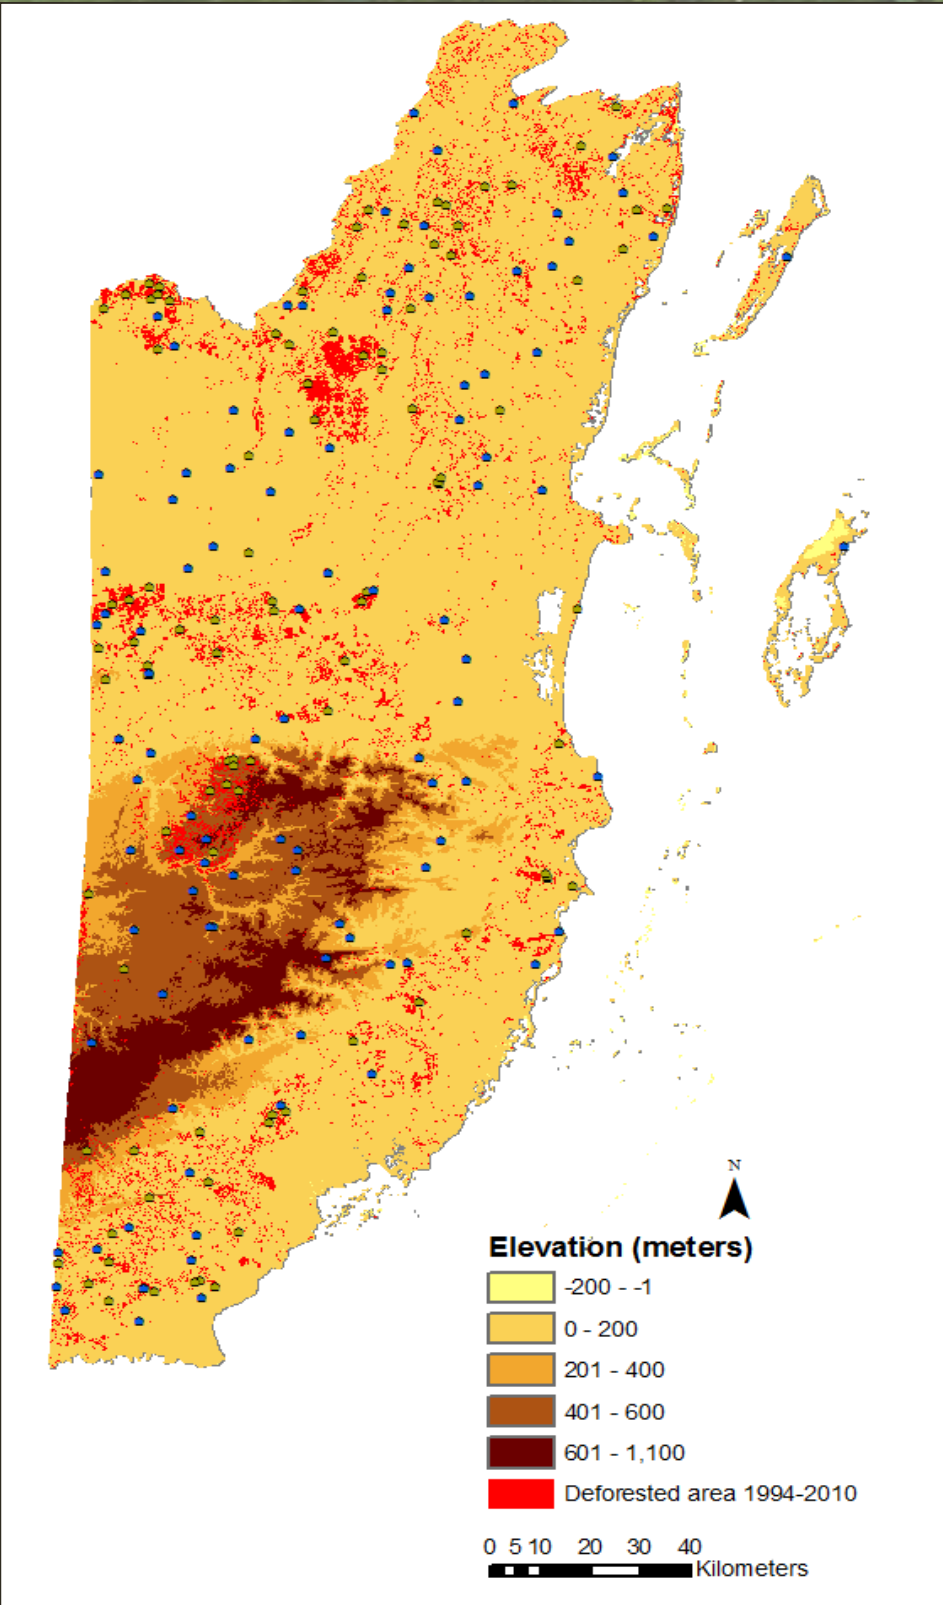 N
Elevation (meters)
-200 - -1
0 - 200
201 - 400
401 - 600
601 - 1,100
Deforested area 1994-2010
0 5 10 20 30 40
Kilometers